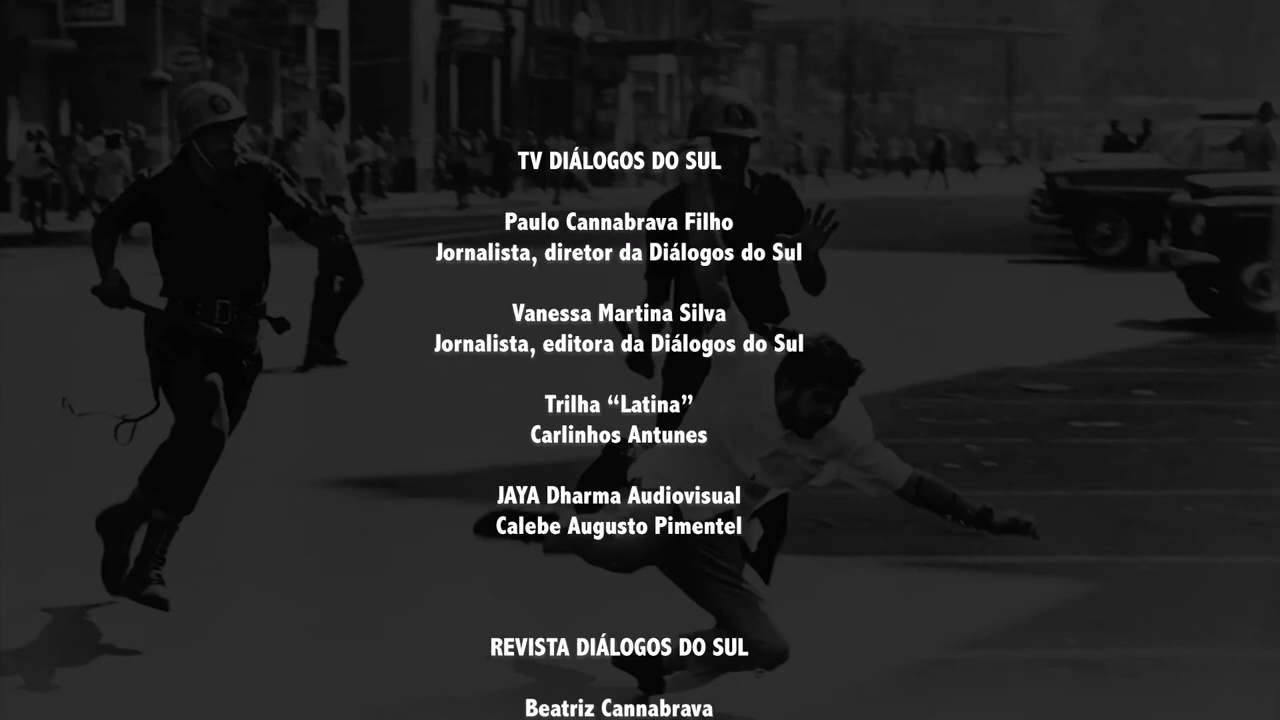 TV DIÁLOGOS DO SUL
Paulo Cannabrava Filho
Jornalista, diretor da Diálogos do Sul
Vanessa Martina Silva
Jornalista, editora da Diálogos do Sul
Trilha “Latina”
Carlinhos Antunes
JAYA Dharma Audiovisual
Calebe Augusto Pimentel
REVISTA DIÁLOGOS DO SUL
Beatriz Cannabrava